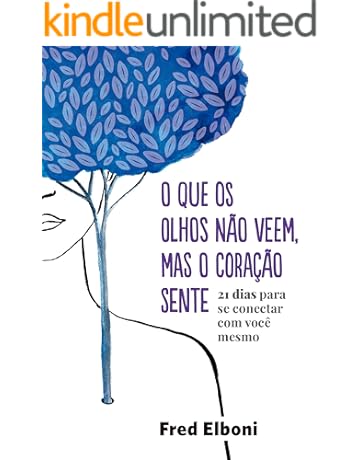 kindleunlimited
O QUE OS
OLHOS NÃO VEEM,
MAS O CORAÇÃO
SENTE
21 dias para
se conectar
com você
mesmo
Fred Elboni